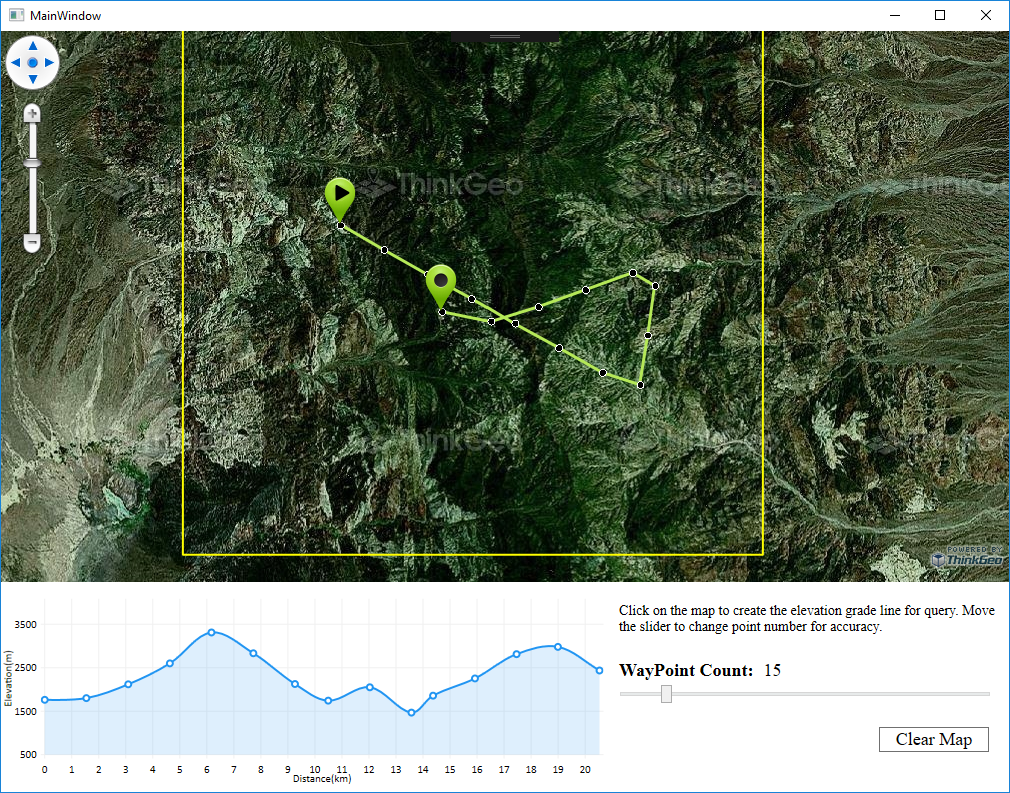 MainWindow
ThinkGeo
ThinkGeo
ThinkGeo
ThinkGeo
ThinkGeo
ThinkGeo
ThinkGeo
ThinkGeo
POWERED BY
ThinkGeo
3500
2500
1500
500
Elevation(m)
0 1 2 3 4 5 6 7 8 9 10 11 12 13 14 15 16 17 18 19 20
Distance(km)
Click on the map to create the elevation grade line for query. Move
the slider to change point number for accuracy.
WayPoint Count: 15
Clear Map